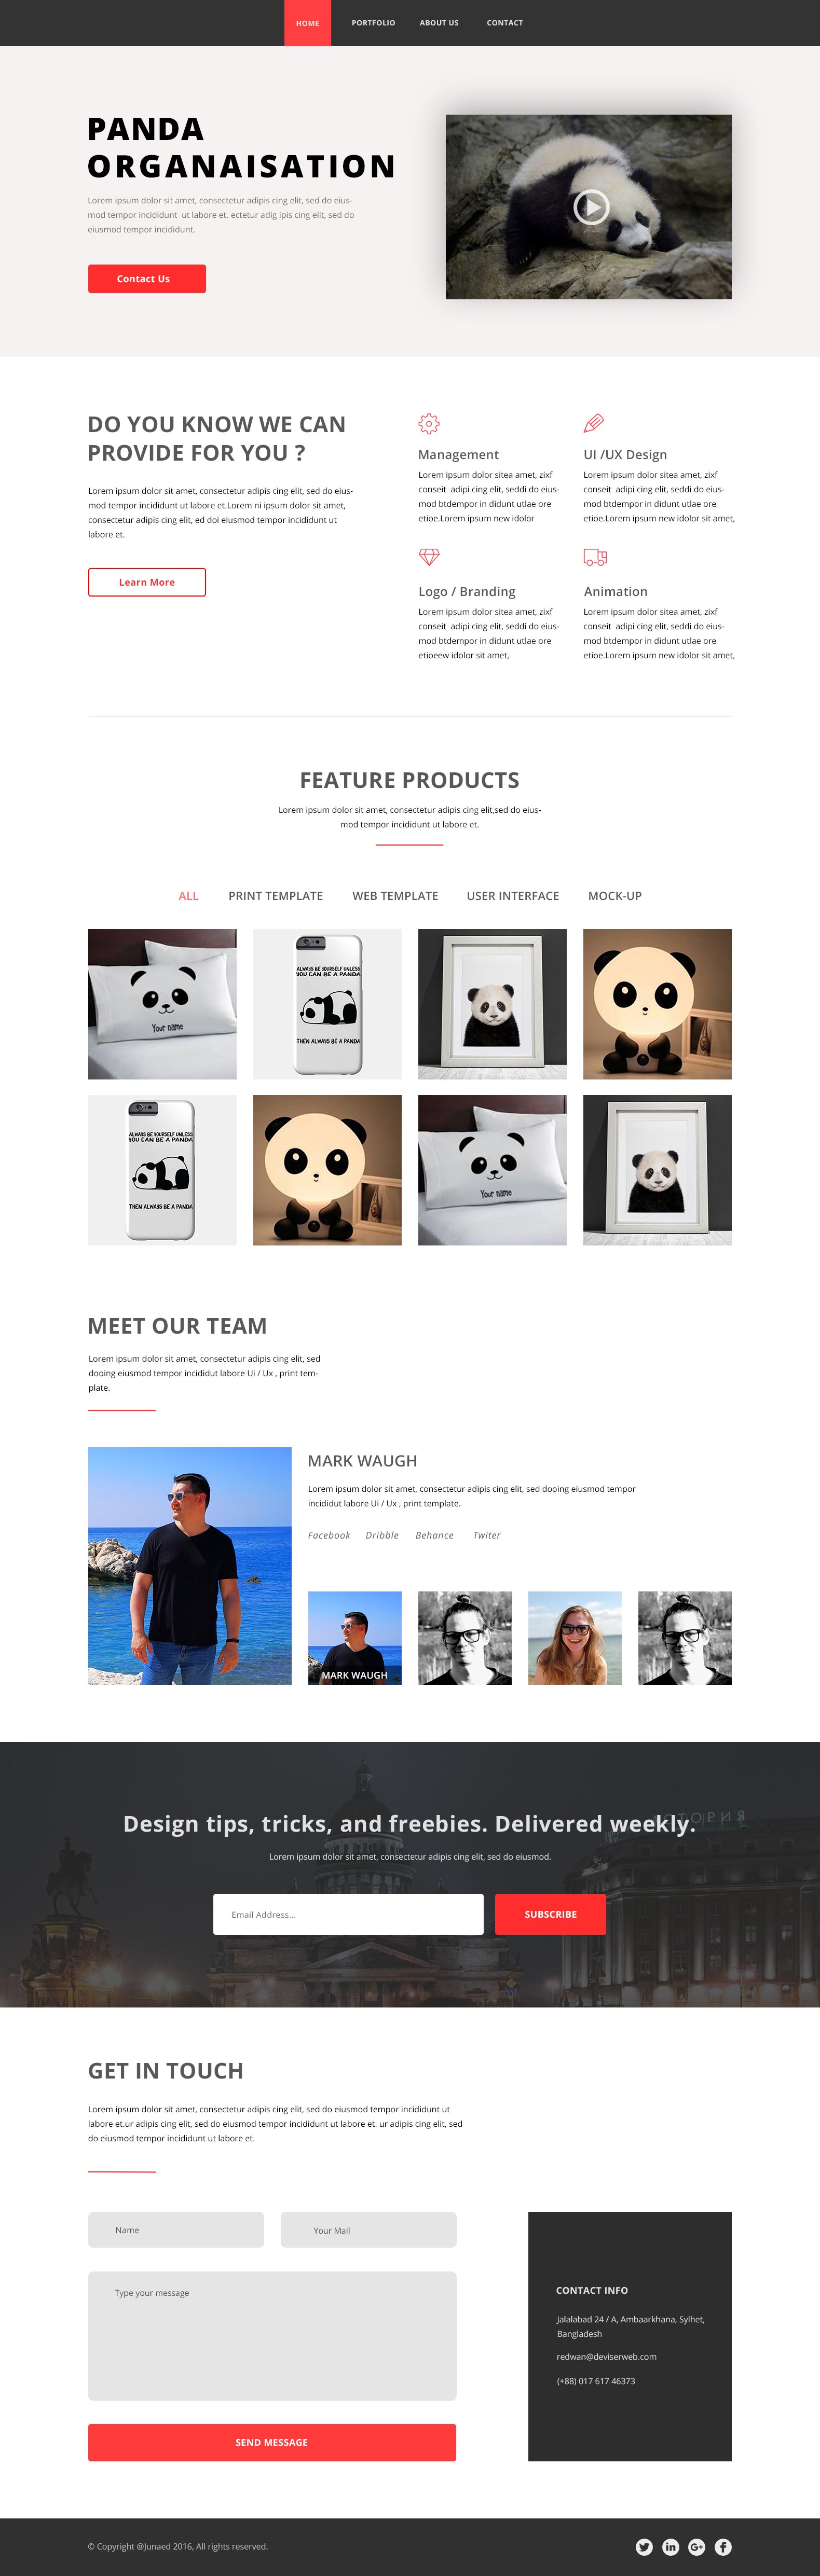 HOME PORTFOLIO ABOUT US CONTACT
PANDA
ORGANAISATION
Lorem ipsum dolor sit amet, consectetur adipis cing elit, sed do eius-
mod tempor incididunt ut labore et. ectetur adig ipis cing elit, sed do
eiusmod tempor incididunt.
Contact Us
DO YOU KNOW WE CAN
PROVIDE FOR YOU ?
Lorem ipsum dolor sit amet, consectetur adipis cing elit, sed do eius-
mod tempor incididunt ut labore et.Lorem ni ipsum dolor sit amet,
consectetur adipis cing elit, ed doi eiusmod tempor incididunt ut
labore et.
Learn More
Management
Lorem ipsum dolor sitea amet, zixf
conseit adipi cing elit, seddi do eius-
mod btdempor in didunt utlae ore
etioe.Lorem ipsum new idolor
UI /UX Design
Lorem ipsum dolor sitea amet, zixf
conseit adipi cing elit, seddi do eius-
mod btdempor in didunt utlae ore
etioe.Lorem ipsum new idolor sit amet,
Logo / Branding
Lorem ipsum dolor sitea amet, zixf
conseit adipi cing elit, seddi do eius-
mod btdempor in didunt utlae ore
etioeew idolor sit amet,
Animation
Lorem ipsum dolor sitea amet, zixf
conseit adipi cing elit, seddi do eius-
mod btdempor in didunt utlae ore
etioe.Lorem ipsum new idolor sit amet,
FEATURE PRODUCTS
Lorem ipsum dolor sit amet, consectetur adipis cing elit,sed do eius-
mod tempor incididunt ut labore et.
ALL PRINT TEMPLATE WEB TEMPLATE USER INTERFACE MOCK-UP
Your name
ALWAYS BE YOURSELF UNLESS
YOU CAN BE A PANDA
THEN ALWAYS BE A PANDA
ALWAYS BE YOURSELF UNLESS
YOU CAN BE A PANDA
THEN ALWAYS BE A PANDA
Your name
MEET OUR TEAM
Lorem ipsum dolor sit amet, consectetur adipis cing elit, sed
dooing eiusmod tempor incididut labore Ui / Ux , print tem-
plate.
MARK WAUGH
Lorem ipsum dolor sit amet, consectetur adipis cing elit, sed dooing eiusmod tempor
incididut labore Ui / Ux , print template.
Facebook Dribble Behance Twiter
MARK WAUGH
Design tips, tricks, and freebies. Delivered weekly.
Lorem ipsum dolor sit amet, consectetur adipis cing elit, sed do eiusmod.
Email Address...
SUBSCRIBE
GET IN TOUCH
Lorem ipsum dolor sit amet, consectetur adipis cing elit, sed do eiusmod tempor incididunt ut
labore et.ur adipis cing elit, sed do eiusmod tempor incididunt ut labore et. ur adipis cing elit, sed
do eiusmod tempor incididunt ut labore et.
Name
Your Mail
Type your message
SEND MESSAGE
CONTACT INFO
Jalalabad 24 / A, Ambaarkhana, Sylhet,
Bangladesh
redwan@deviserweb.com
(+88) 017 617 46373
© Copyright @Junaed 2016, All rights reserved.